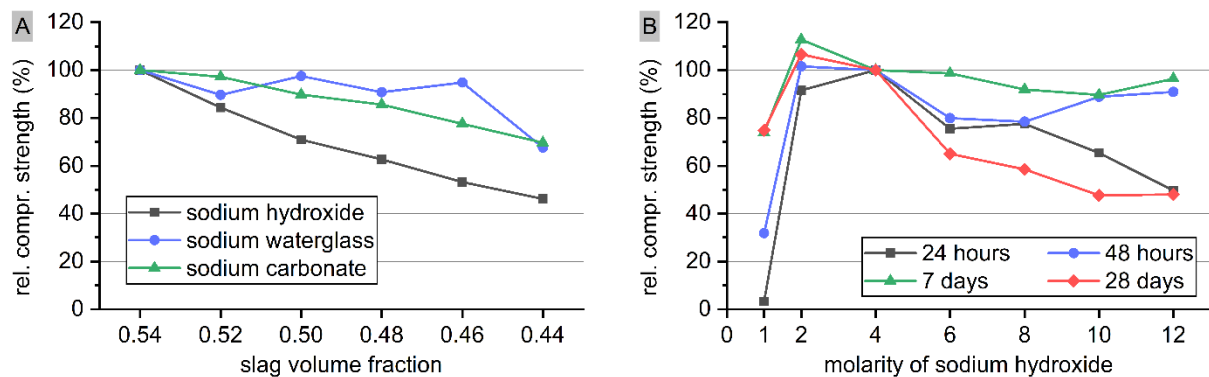 A
rel. compr. strength (%)
120
100
80
60
40
20
0
sodium hydroxide
sodium waterglass
sodium carbonate
0.54 0.52 0.50 0.48 0.46 0.44
slag volume fraction
B
rel. compr. strength (%)
120
100
80
60
40
20
0
24 hours 48 hours
7 days 28 days
0 1 2 4 6 8 10 12
molarity of sodium hydroxide